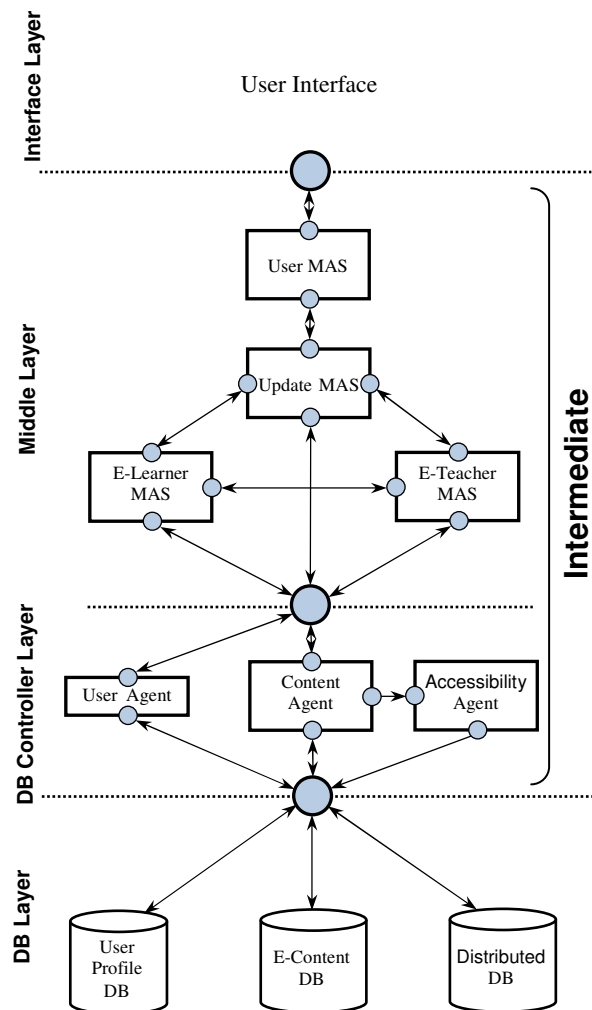 Interface Layer
User Interface
User MAS
Middle Layer
Update MAS
E-Learner
MAS
E-Teacher
MAS
Intermediate
DB Controller Layer
User Agent
Content
Agent
Accessibility
Agent
DB Layer
User
Profile
DB
E-Content
DB
Distributed
DB